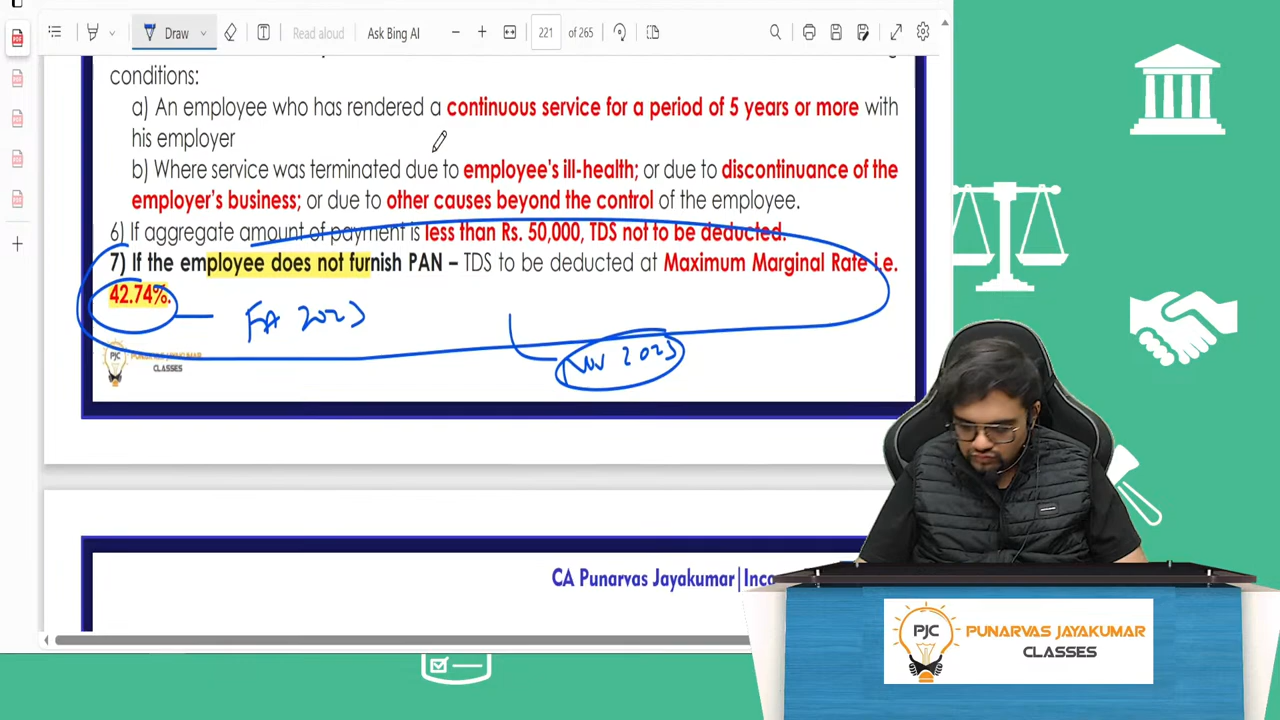 Draw
Read aloud
Ask Bing AI
221
of 265
conditions:
a) An employee who has rendered a continuous service for a period of 5 years or more with
his employer
b) Where service was terminated due to employee's ill-health; or due to discontinuance of the
employer's business; or due to other causes beyond the control of the employee.
6) If aggregate amount of payment is less than Rs. 50,000, TDS not to be deducted.
7) If the employee does not furnish PAN – TDS to be deducted at Maximum Marginal Rate i.e.
42.74%.
FA 2023
Nov 2023
PJC
PUNARVAS JAYAKUMAR
CLASSES
CA Punarvas Jayakumar|Inco
PJC
PUNARVAS JAYAKUMAR
CLASSES